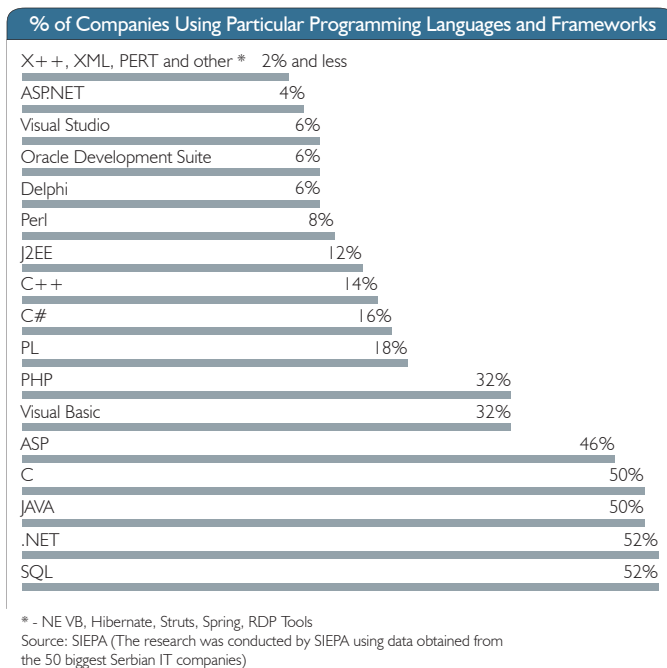 % of Companies Using Particular Programming Languages and Frameworks
X++, XML, PERT and other * 2% and less
ASP.NET 4%
Visual Studio 6%
Oracle Development Suite 6%
Delphi 6%
Perl 8%
J2EE 12%
C++ 14%
C# 16%
PL 18%
PHP 32%
Visual Basic 32%
ASP 46%
C 50%
JAVA 50%
.NET 52%
SQL 52%
* - NE VB, Hibernate, Struts, Spring, RDP Tools
Source: SIEPA (The research was conducted by SIEPA using data obtained from
the 50 biggest Serbian IT companies)